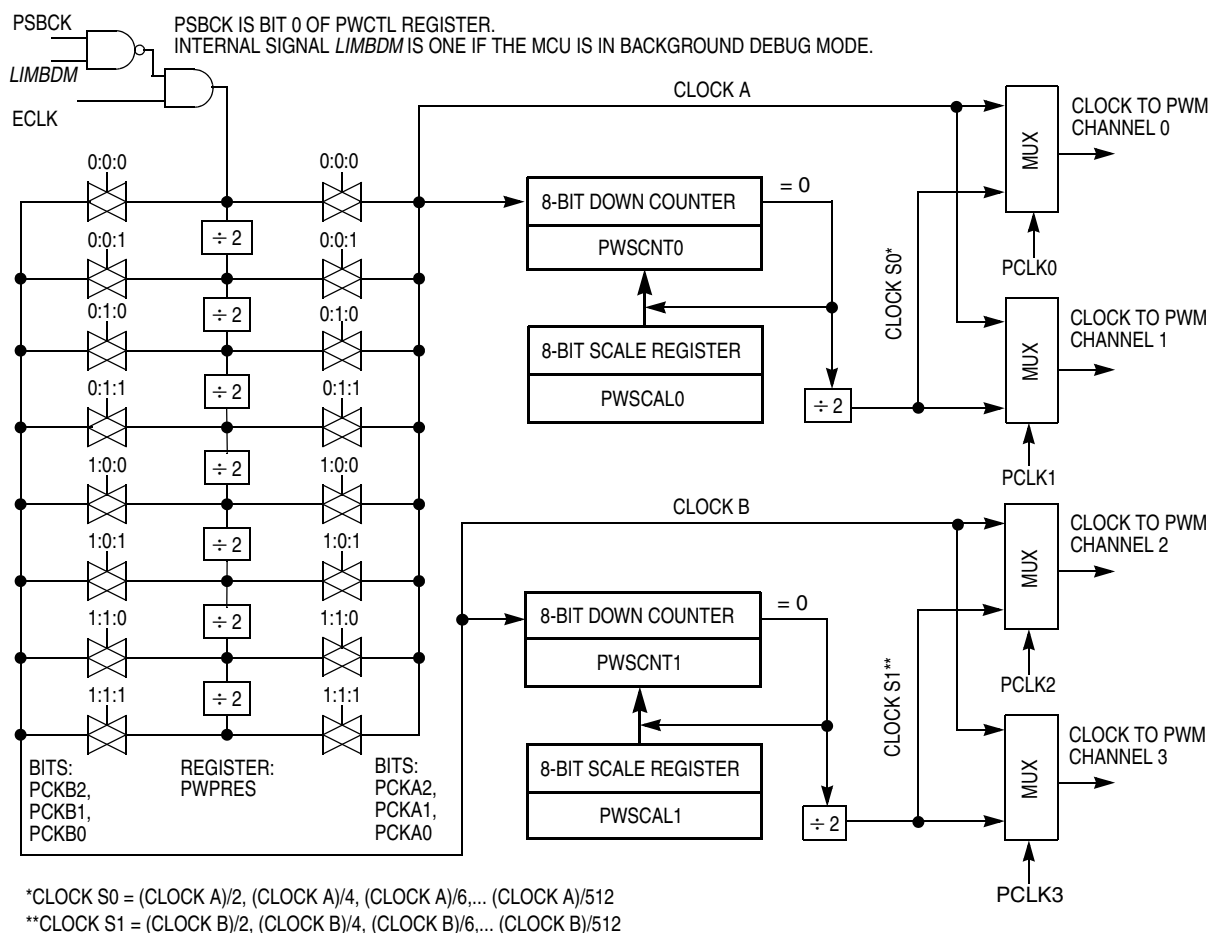 PSBCK
PSBCK IS BIT 0 OF PWCTL REGISTER.
INTERNAL SIGNAL LIMBDM IS ONE IF THE MCU IS IN BACKGROUND DEBUG MODE.
LIMBDM
ECLK
CLOCK A
CLOCK TO PWM
CHANNEL 0
MUX
PCLK0
0:0:0
0:0:0
÷ 2
0:0:1
0:0:1
÷ 2
0:1:0
0:1:0
÷ 2
0:1:1
0:1:1
÷ 2
1:0:0
1:0:0
÷ 2
1:0:1
1:0:1
÷ 2
1:1:0
1:1:0
÷ 2
1:1:1
1:1:1
8-BIT DOWN COUNTER
= 0
PWSCNT0
8-BIT SCALE REGISTER
PWSCAL0
÷ 2
CLOCK S0*
CLOCK TO PWM
CHANNEL 1
MUX
PCLK1
CLOCK B
CLOCK TO PWM
CHANNEL 2
MUX
PCLK2
8-BIT DOWN COUNTER
= 0
PWSCNT1
8-BIT SCALE REGISTER
PWSCAL1
÷ 2
CLOCK S1**
CLOCK TO PWM
CHANNEL 3
MUX
PCLK3
BITS:
PCKB2,
PCKB1,
PCKB0
REGISTER:
PWPRES
BITS:
PCKA2,
PCKA1,
PCKA0
*CLOCK S0 = (CLOCK A)/2, (CLOCK A)/4, (CLOCK A)/6,... (CLOCK A)/512
**CLOCK S1 = (CLOCK B)/2, (CLOCK B)/4, (CLOCK B)/6,... (CLOCK B)/512